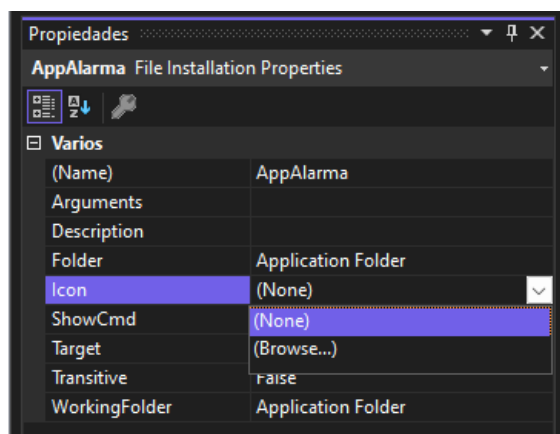 Propiedades
AppAlarma File Installation Properties
Varios
(Name) AppAlarma
Arguments
Description
Folder Application Folder
Icon (None)
ShowCmd (None)
Target (Browse...)
Transitive False
WorkingFolder Application Folder